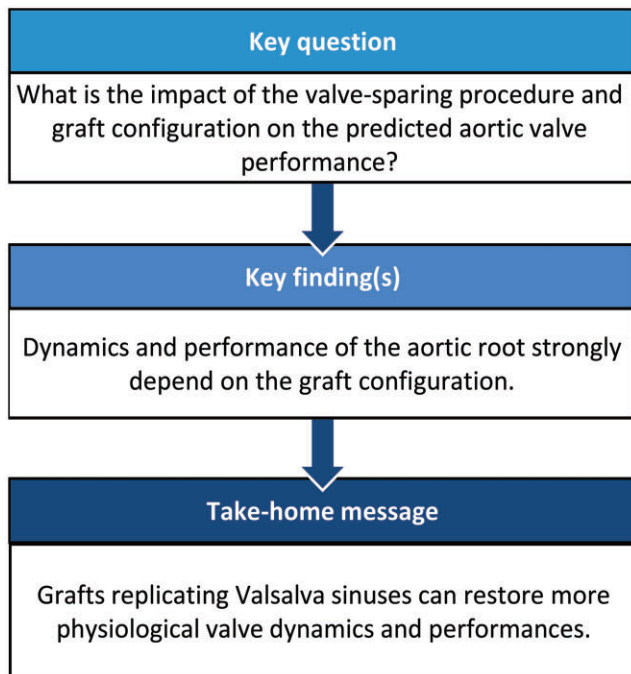 Key question
What is the impact of the valve-sparing procedure and
graft configuration on the predicted aortic valve
performance?
Key finding(s)
Dynamics and performance of the aortic root strongly
depend on the graft configuration.
Take-home message
Grafts replicating Valsalva sinuses can restore more
physiological valve dynamics and performances.